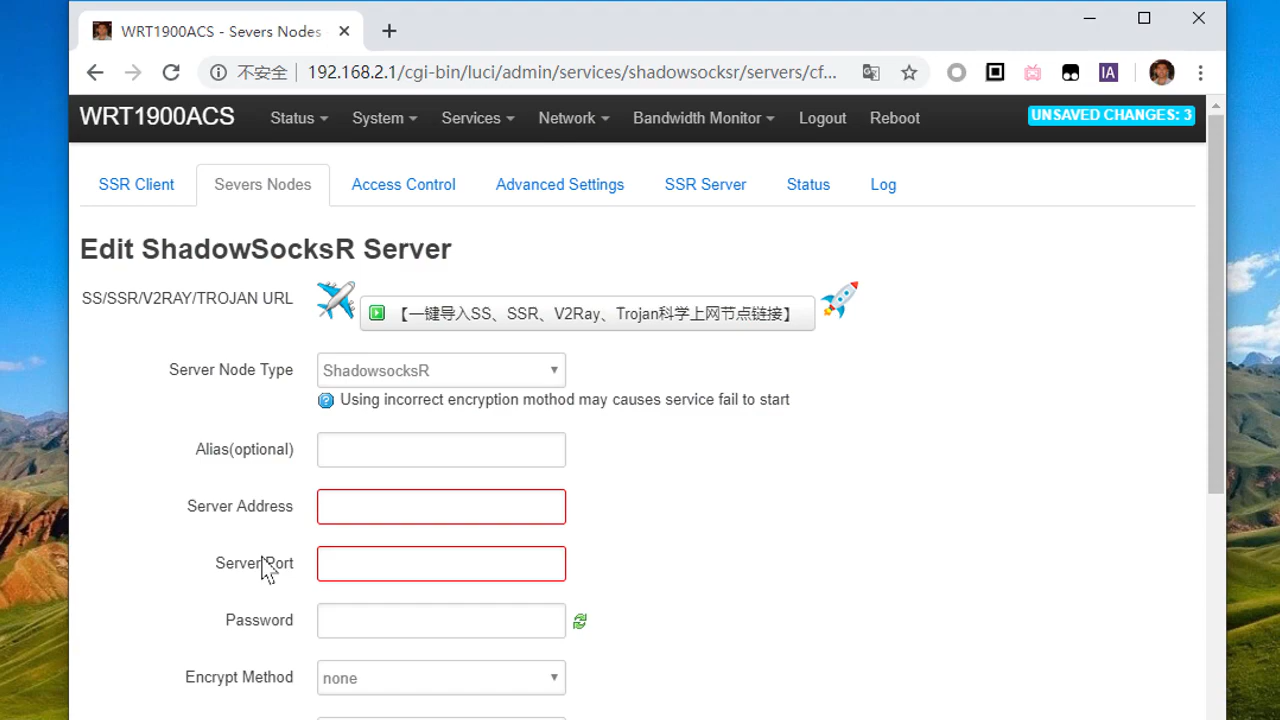 WRT1900ACS - Severs Nodes
不安全 192.168.2.1/cgi-bin/luci/admin/services/shadowsocksr/servers/cf...
IA
WRT1900ACS Status System Services Network Bandwidth Monitor Logout Reboot UNSAVED CHANGES: 3
SSR Client Severs Nodes Access Control Advanced Settings SSR Server Status Log
Edit ShadowSocksR Server
SS/SSR/V2RAY/TROJAN URL 【一键导入SS、SSR、V2Ray、Trojan科学上网节点链接】
Server Node Type ShadowsocksR
Using incorrect encryption mothod may causes service fail to start
Alias(optional)
Server Address
Server Port
Password
Encrypt Method none